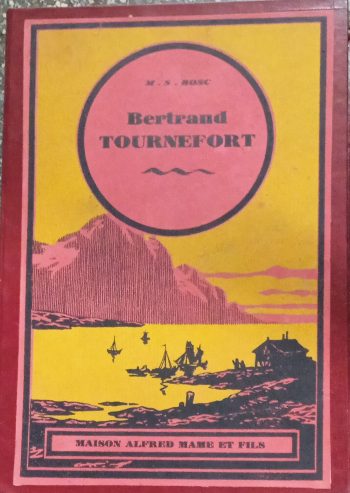 M . S . BOSC
Bertrand
TOURNEFORT
MAISON ALFRED MAME ET FILS